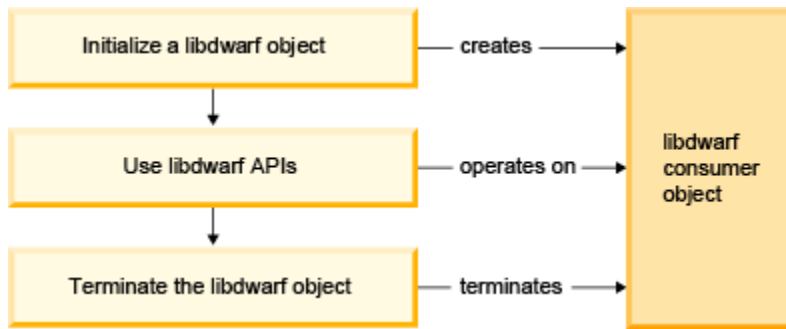 Initialize a libdwarf object
creates
Use libdwarf APIs
operates on
libdwarf
consumer
object
Terminate the libdwarf object
terminates